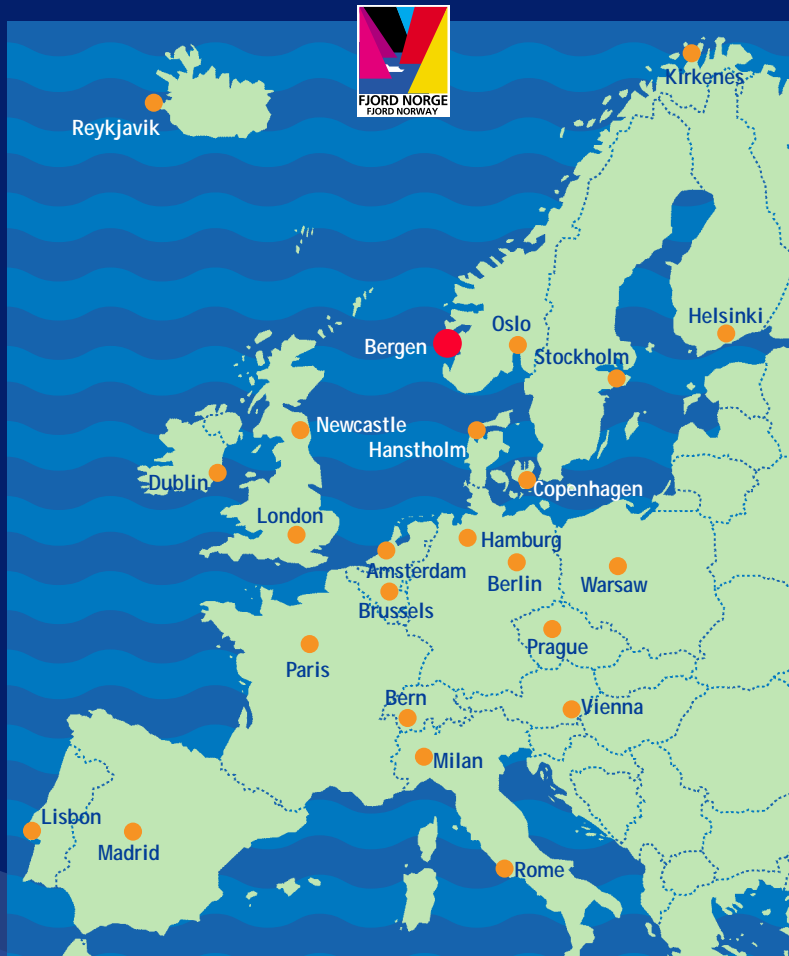 FJORD NORGE
FJORD NORWAY
Kirkenes
Reykjavik
Helsinki
Oslo
Bergen
Stockholm
Newcastle
Hanstholm
Dublin
Copenhagen
London
Hamburg
Amsterdam
Berlin
Warsaw
Brussels
Prague
Paris
Bern
Vienna
Milan
Lisbon
Madrid
Rome